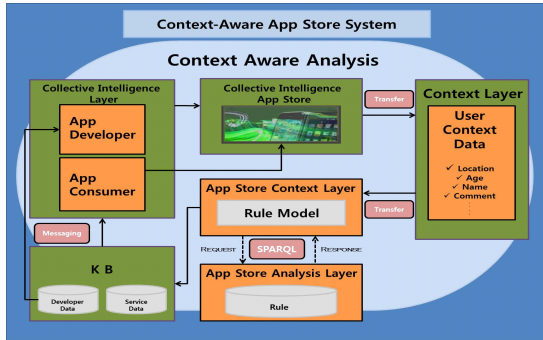 Context-Aware App Store System
Context Aware Analysis
Collective Intelligence
Layer
App
Developer
App
Consumer
Collective Intelligence
App Store
Transfer
Context Layer
User
Context
Data
✓ Location
✓ Age
✓ Name
✓ Comment
App Store Context Layer
Rule Model
Transfer
Messaging
REQUEST
SPARQL
RESPONSE
K B
Developer
Data
Service
Data
App Store Analysis Layer
Rule